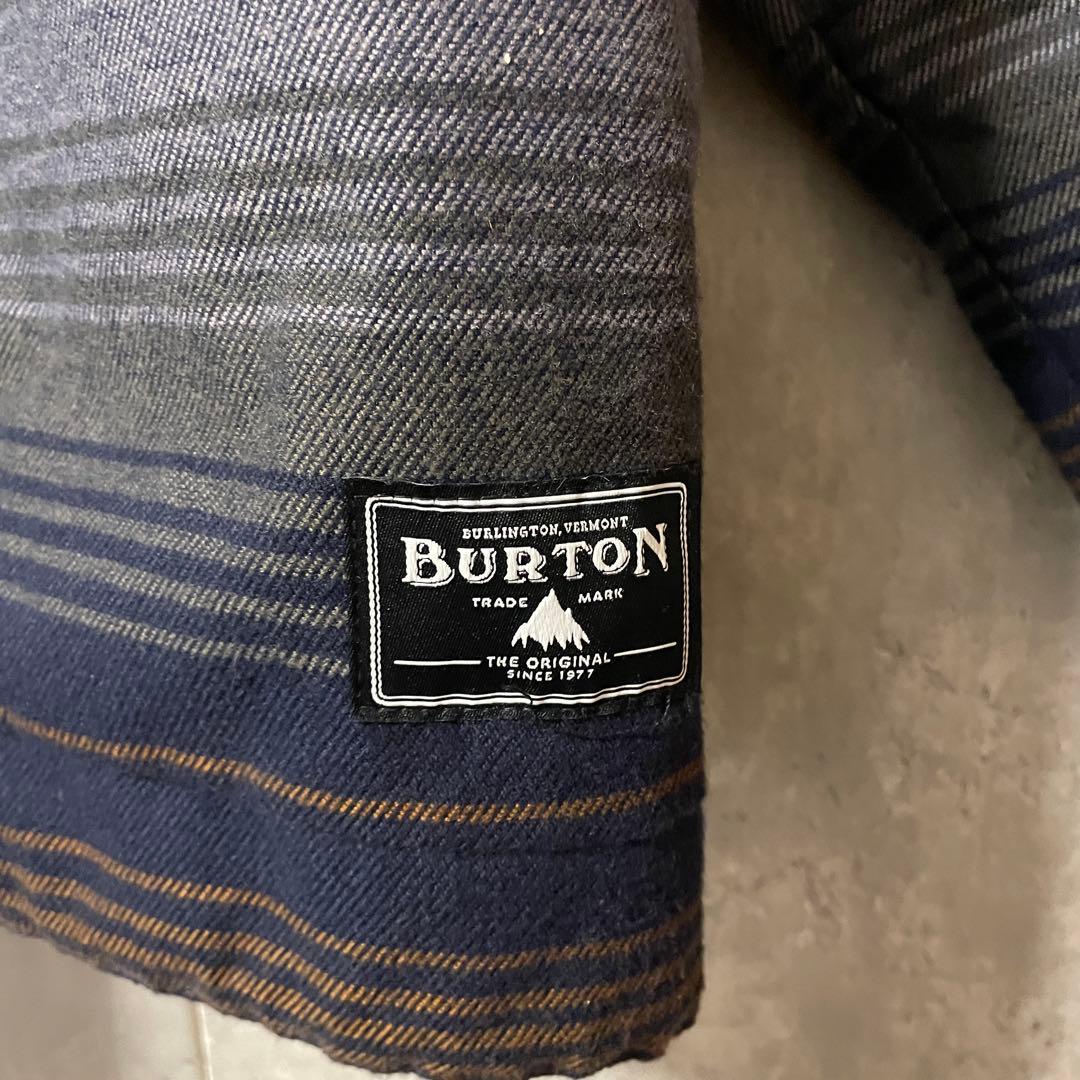 BURLINGTON, VERMONT
BURTON
TRADE MARK
THE ORIGINAL
SINCE 1977